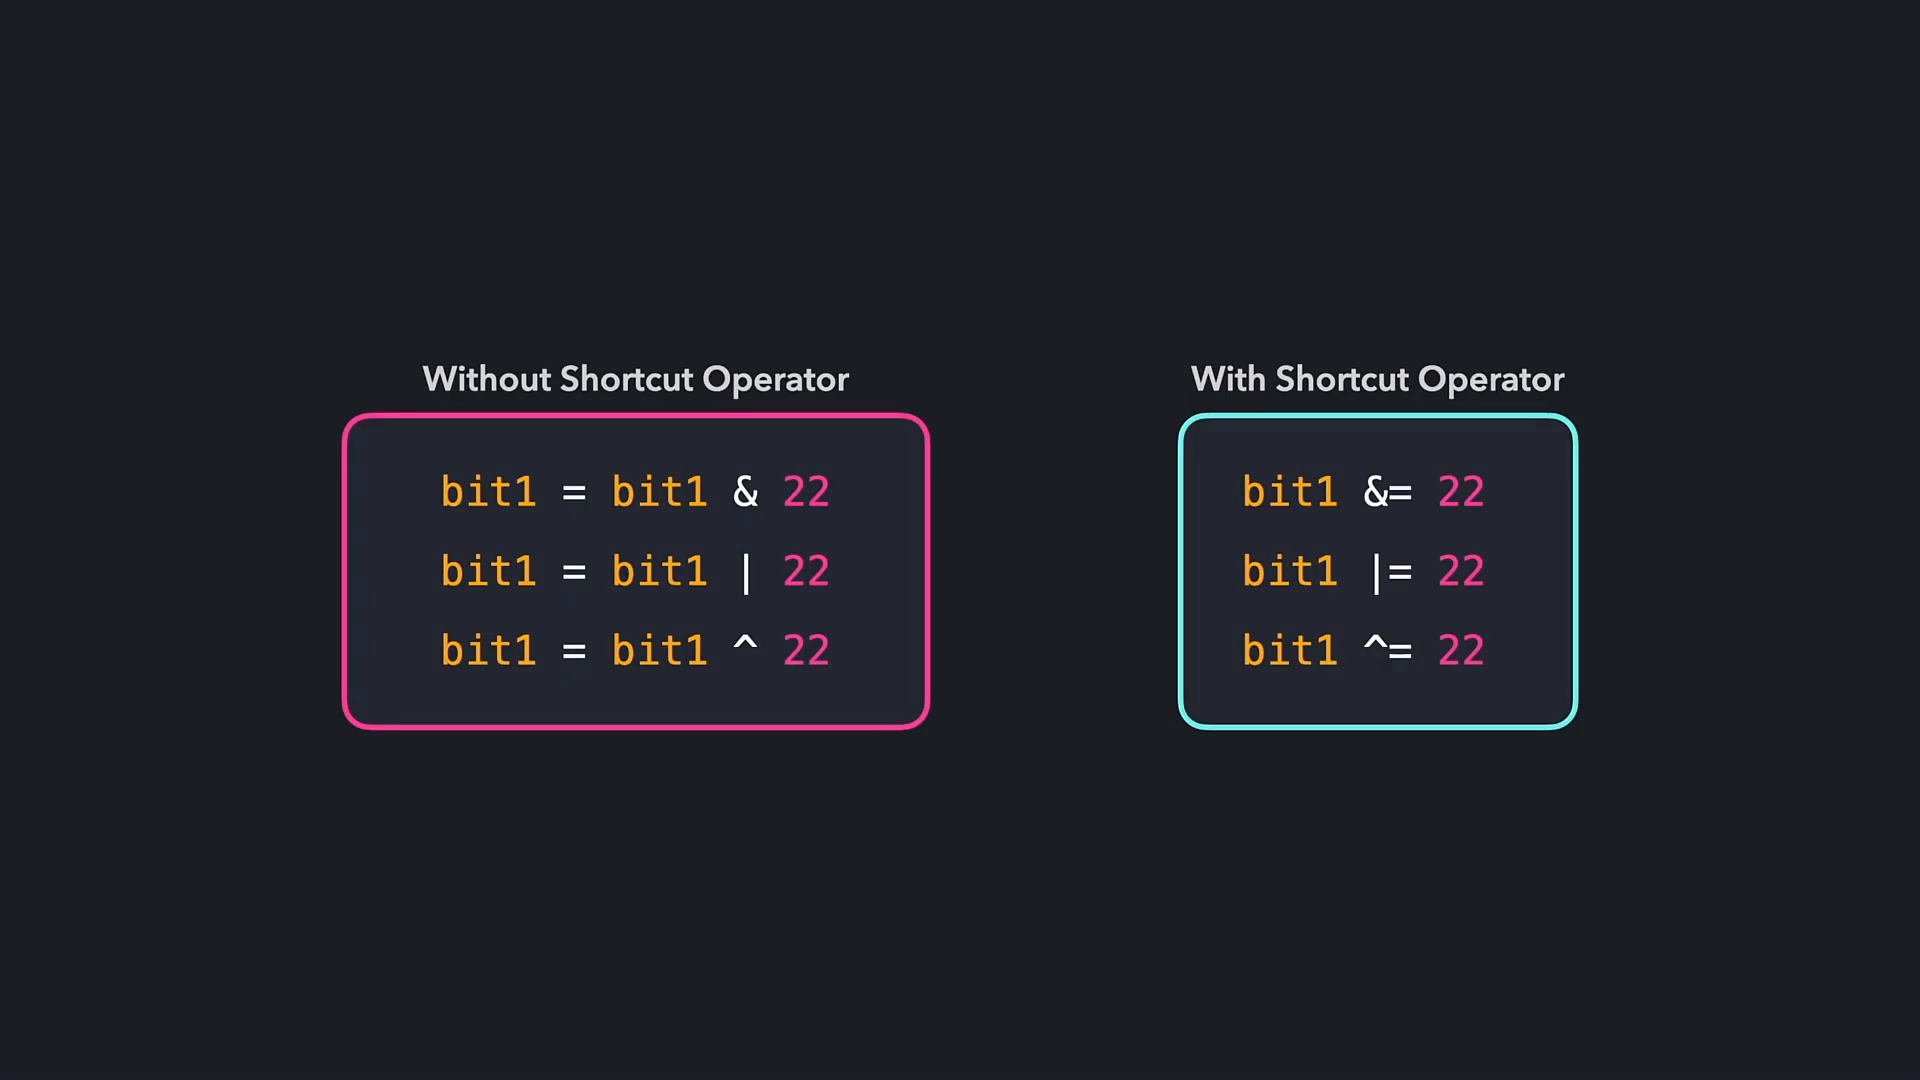 Without Shortcut Operator
bit1 = bit1 & 22
bit1 = bit1 | 22
bit1 = bit1 ^ 22
With Shortcut Operator
bit1 &= 22
bit1 |= 22
bit1 ^= 22